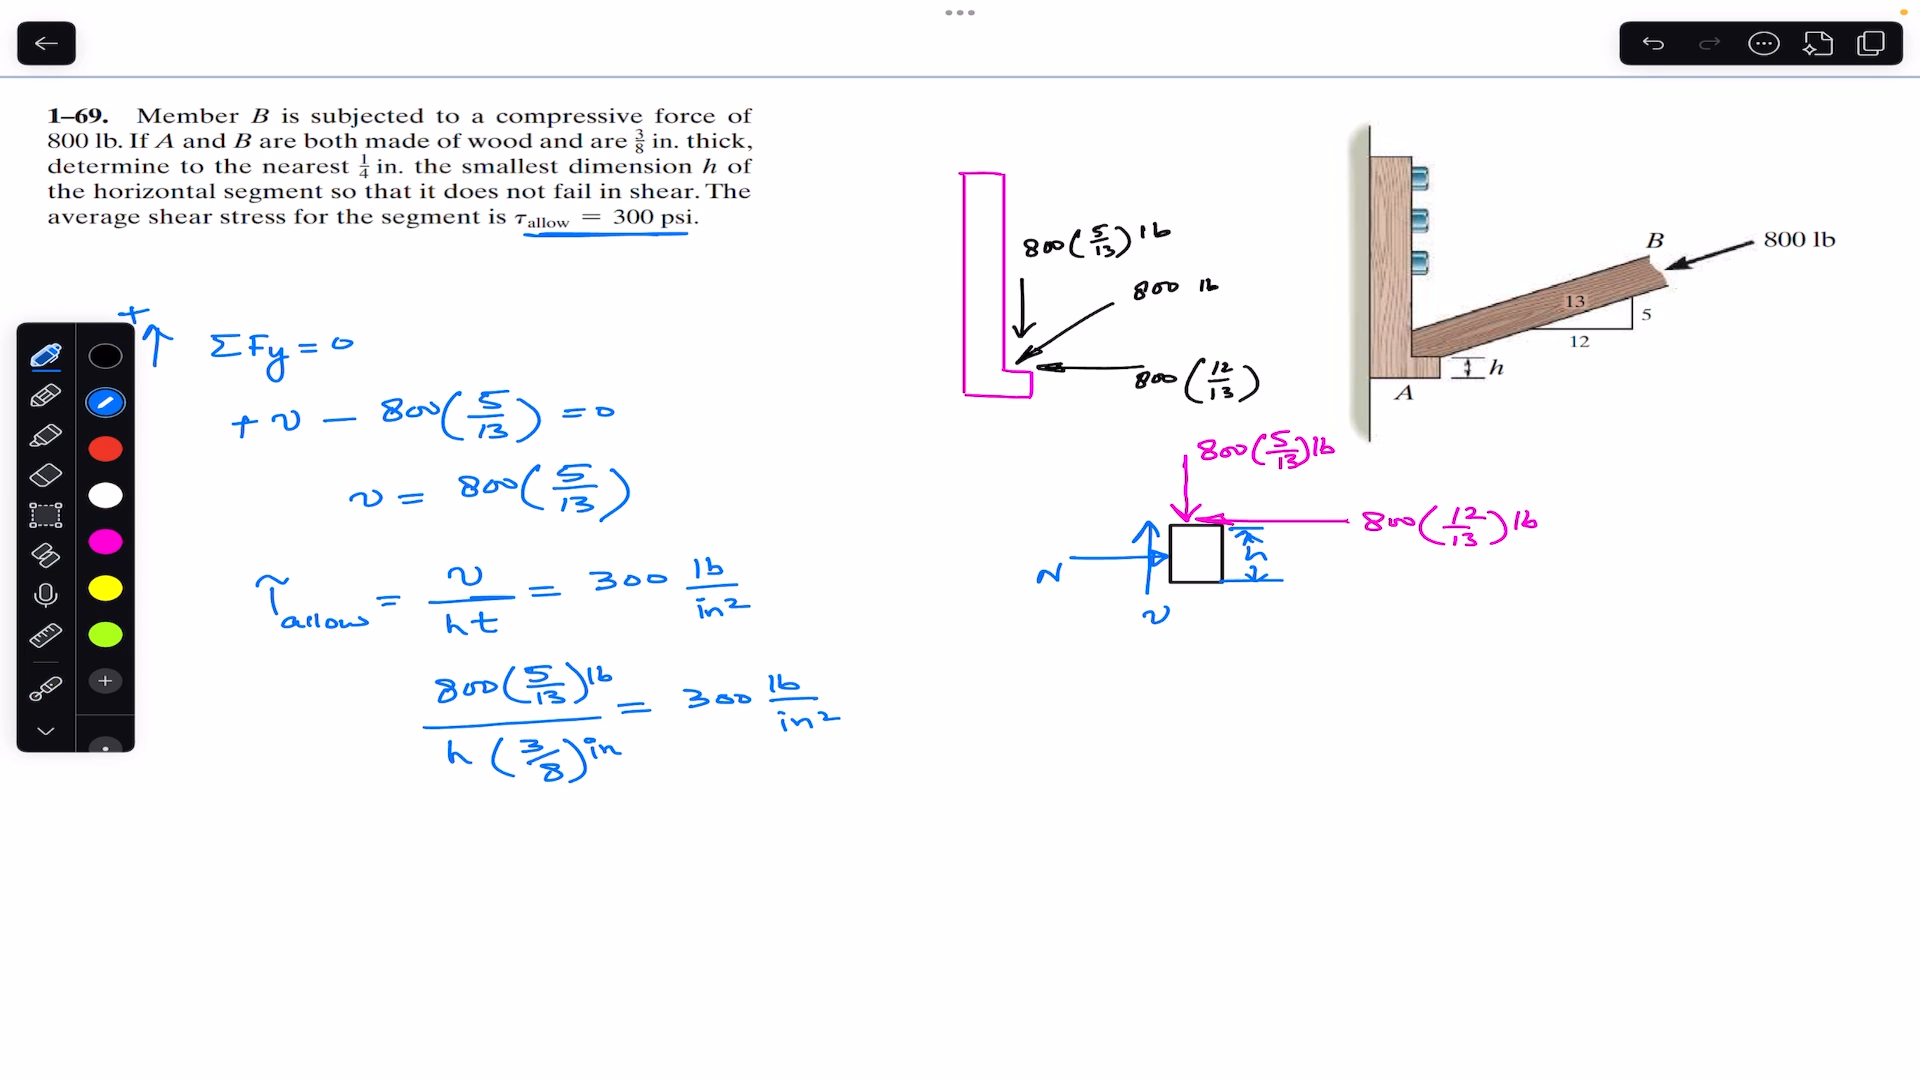 1–69. Member B is subjected to a compressive force of
800 lb. If A and B are both made of wood and are 3/8 in. thick,
determine to the nearest 1/4 in. the smallest dimension h of
the horizontal segment so that it does not fail in shear. The
average shear stress for the segment is τallow = 300 psi.
+
ΣFy = 0
+ v − 800(5/13) = 0
v = 800(5/13)
τallow = v/ht = 300 lb/in²
800(5/13) lb / h(3/8) in = 300 lb/in²
800(5/13) lb
800 lb
800(12/13)
B
800 lb
13
5
12
h
A
800(5/13) lb
800(12/13) lb
h
N
v